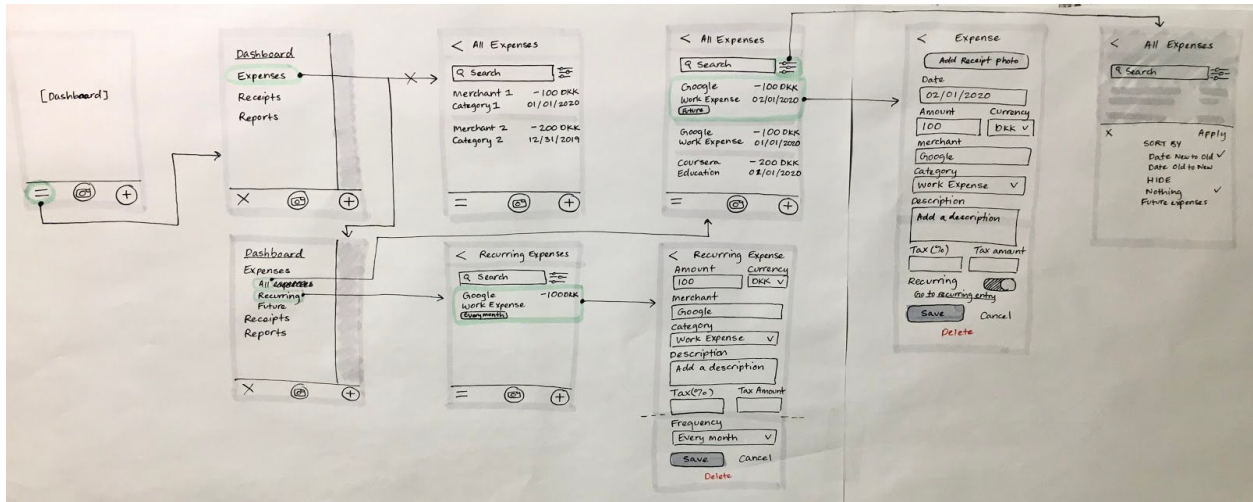 [Dashboard]
Dashboard
Expenses
Receipts
Reports
< All Expenses
Search
Merchant 1 -100 DKK
Category 1 01/01/2020
Merchant 2 -200 DKK
Category 2 12/31/2019
< All Expenses
Search
Google -100 DKK
Work Expense 02/01/2020
Future
Google -100 DKK
Work Expense 01/01/2020
Coursera -200 DKK
Education 01/01/2020
Dashboard
Expenses
All
Recurring
Future
Receipts
Reports
< Recurring Expenses
Search
Google -100DKK
Work Expense
Every month
< Recurring Expense
Amount Currency
100 DKK
Merchant
Google
Category
Work Expense
Description
Add a description
Tax(%) Tax Amount
Frequency
Every month
Save Cancel
Delete
< Expense
Add Receipt photo
Date
02/01/2020
Amount Currency
100 DKK
merchant
Google
Category
Work Expense
Description
Add a description
Tax(%) Tax amount
Recurring
Go to recurring entry
Save Cancel
Delete
< All Expenses
Search
X Apply
SORT BY
Date New to Old ✓
Date Old to New
HIDE
Nothing ✓
Future expenses